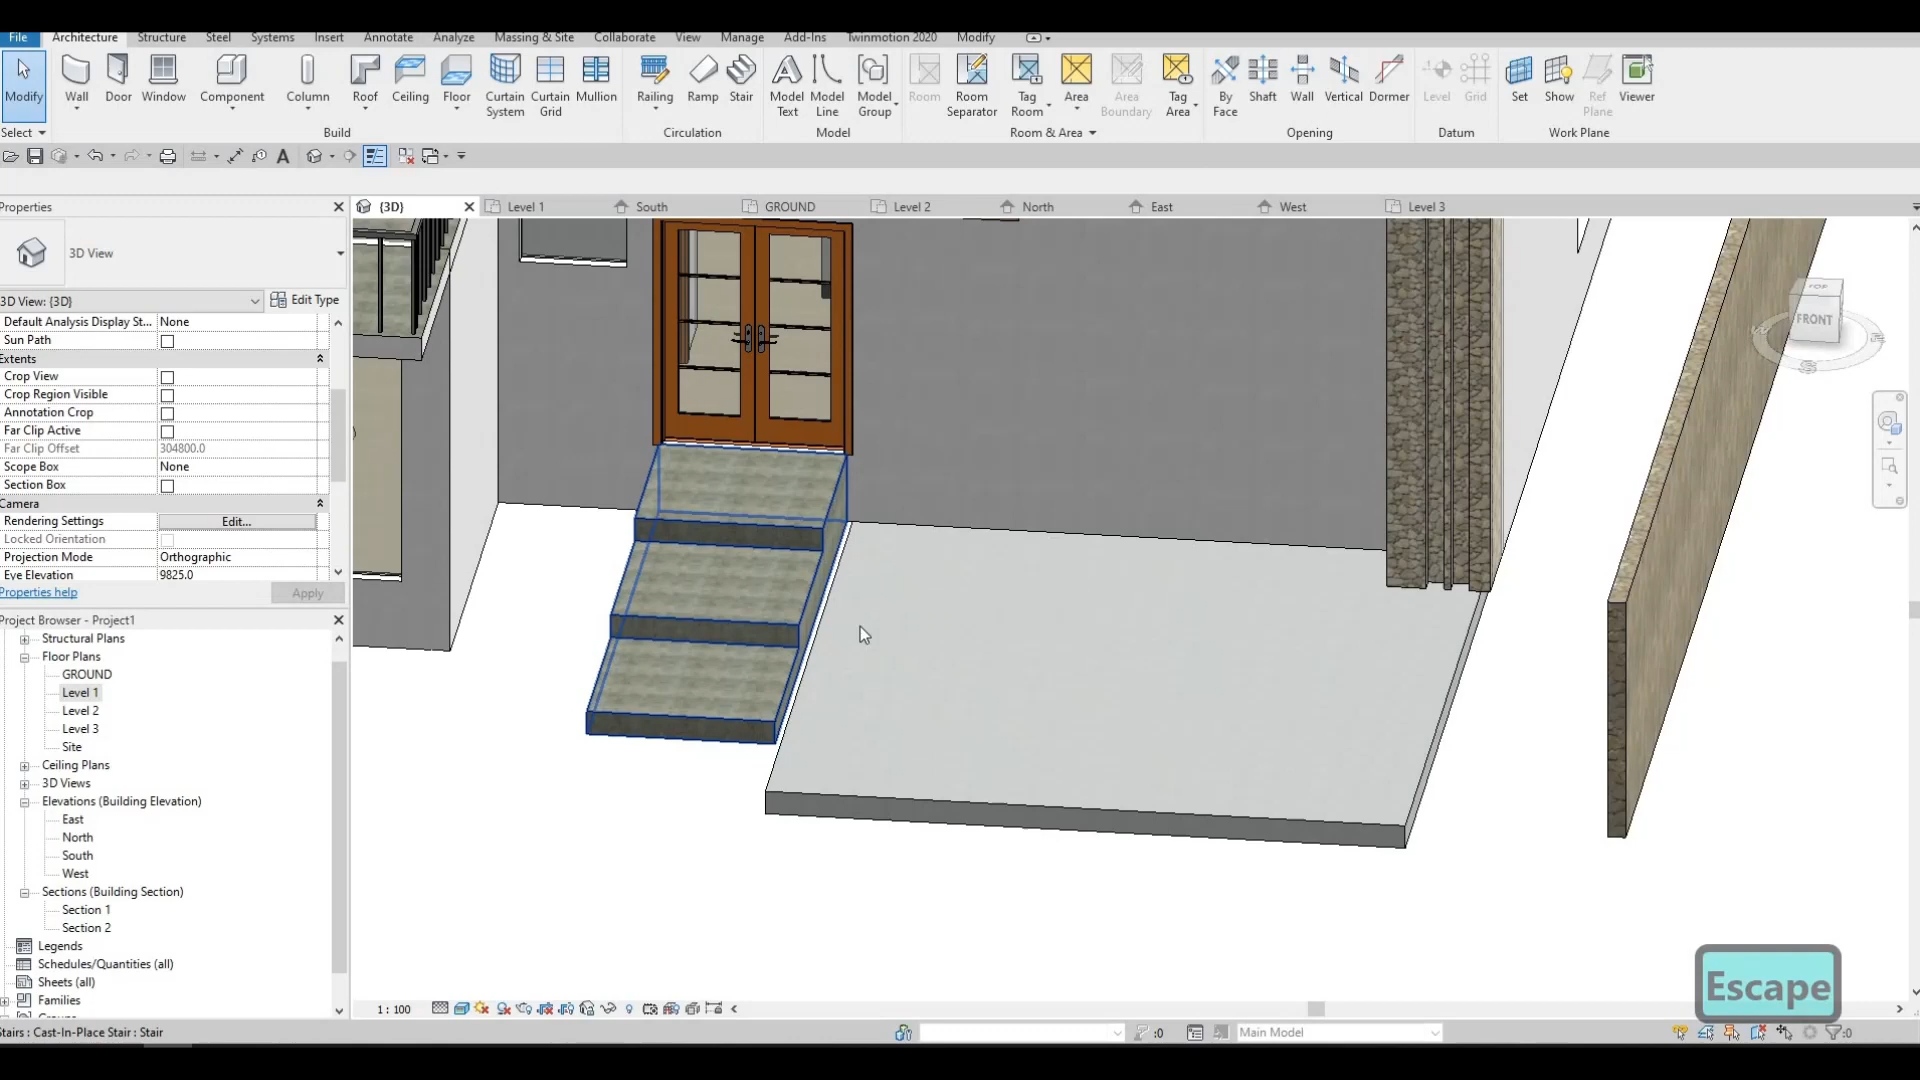 File Architecture Structure Steel Systems Insert Annotate Analyze Massing & Site Collaborate View Manage Add-Ins Twinmotion 2020 Modify
Modify Wall Door Window Component Column Roof Ceiling Floor Curtain System Curtain Grid Mullion Railing Ramp Stair Model Text Model Line Model Group Room Room Separator Tag Room Area Area Boundary Tag Area By Face Shaft Wall Vertical Dormer Level Grid Set Show Ref Plane Viewer
Select Build Circulation Model Room & Area Opening Datum Work Plane
Properties
{3D} Level 1 South GROUND Level 2 North East West Level 3
3D View
3D View: {3D} Edit Type
Default Analysis Display St... None
Sun Path
Extents
Crop View
Crop Region Visible
Annotation Crop
Far Clip Active
Far Clip Offset 304800.0
Scope Box None
Section Box
Camera
Rendering Settings Edit...
Locked Orientation
Projection Mode Orthographic
Eye Elevation 9825.0
Properties help Apply
Project Browser - Project1
Structural Plans
Floor Plans
GROUND
Level 1
Level 2
Level 3
Site
Ceiling Plans
3D Views
Elevations (Building Elevation)
East
North
South
West
Sections (Building Section)
Section 1
Section 2
Legends
Schedules/Quantities (all)
Sheets (all)
Families
TOP
FRONT
S
Escape
1 : 100
Stairs : Cast-In-Place Stair : Stair
:0
Main Model
:0